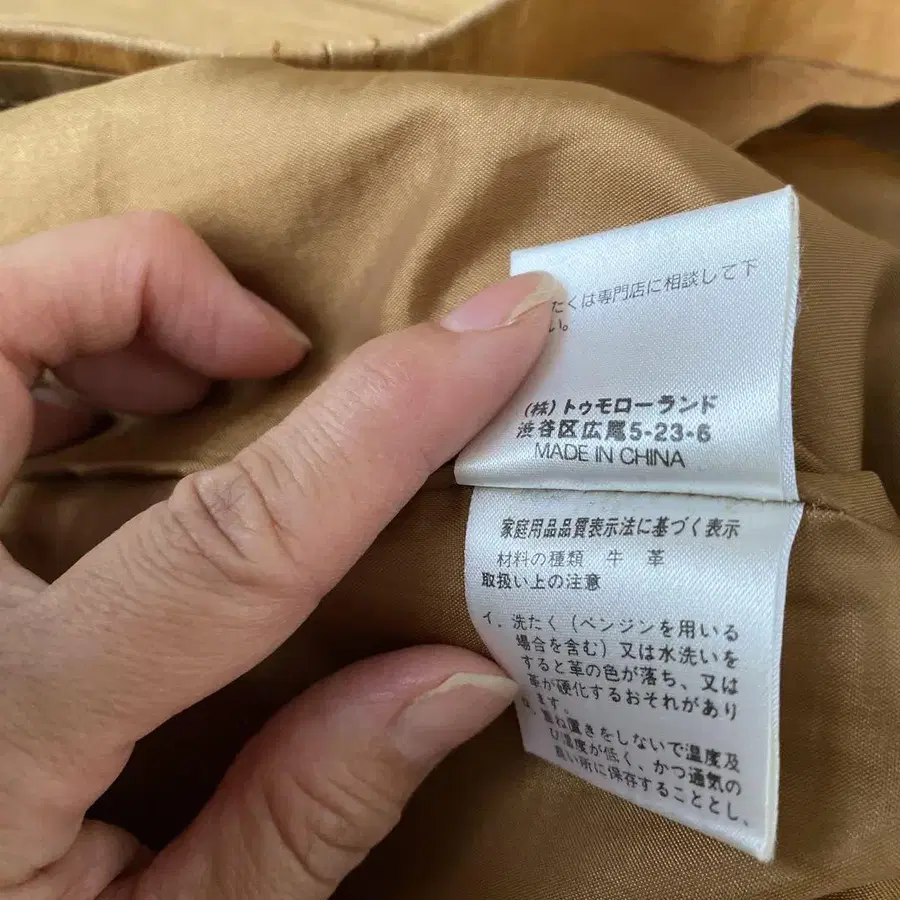 たくは専門店に相談して下
い。
(株)トゥモローランド
渋谷区広尾5-23-6
MADE IN CHINA
家庭用品品質表示法に基づく表示
材料の種類 牛 革
取扱い上の注意
イ. 洗たく(ベンジンを用いる
場合を含む)又は水洗いを
すると革の色が落ち、又は
革が硬化するおそれがあり
ます。
重ね置きをしないで温度及
び湿度が低く、かつ通気の
良い所に保存することとし、